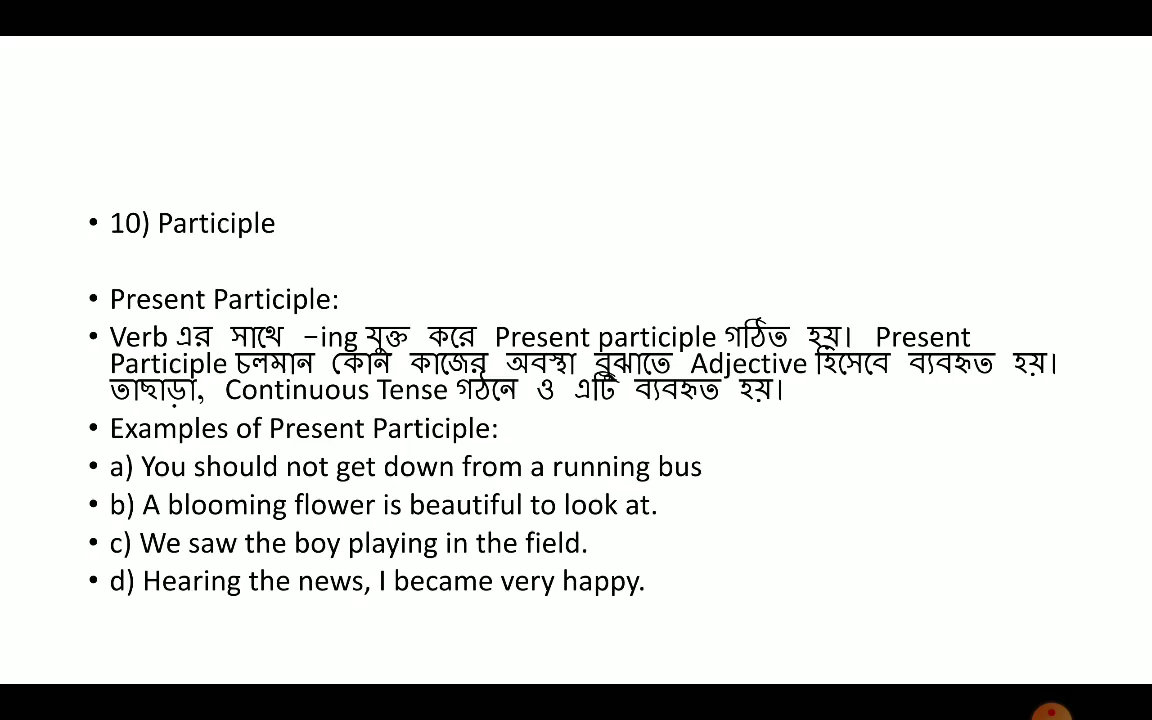 • 10) Participle
• Present Participle:
• Verb এর সাথে –ing যুক্ত করে Present participle গঠিত হয়। Present
Participle চলমান কোন কাজের অবস্থা বুঝাতে Adjective হিসেবে ব্যবহৃত হয়।
তাছাড়া, Continuous Tense গঠনে ও এটি ব্যবহৃত হয়।
• Examples of Present Participle:
• a) You should not get down from a running bus
• b) A blooming flower is beautiful to look at.
• c) We saw the boy playing in the field.
• d) Hearing the news, I became very happy.